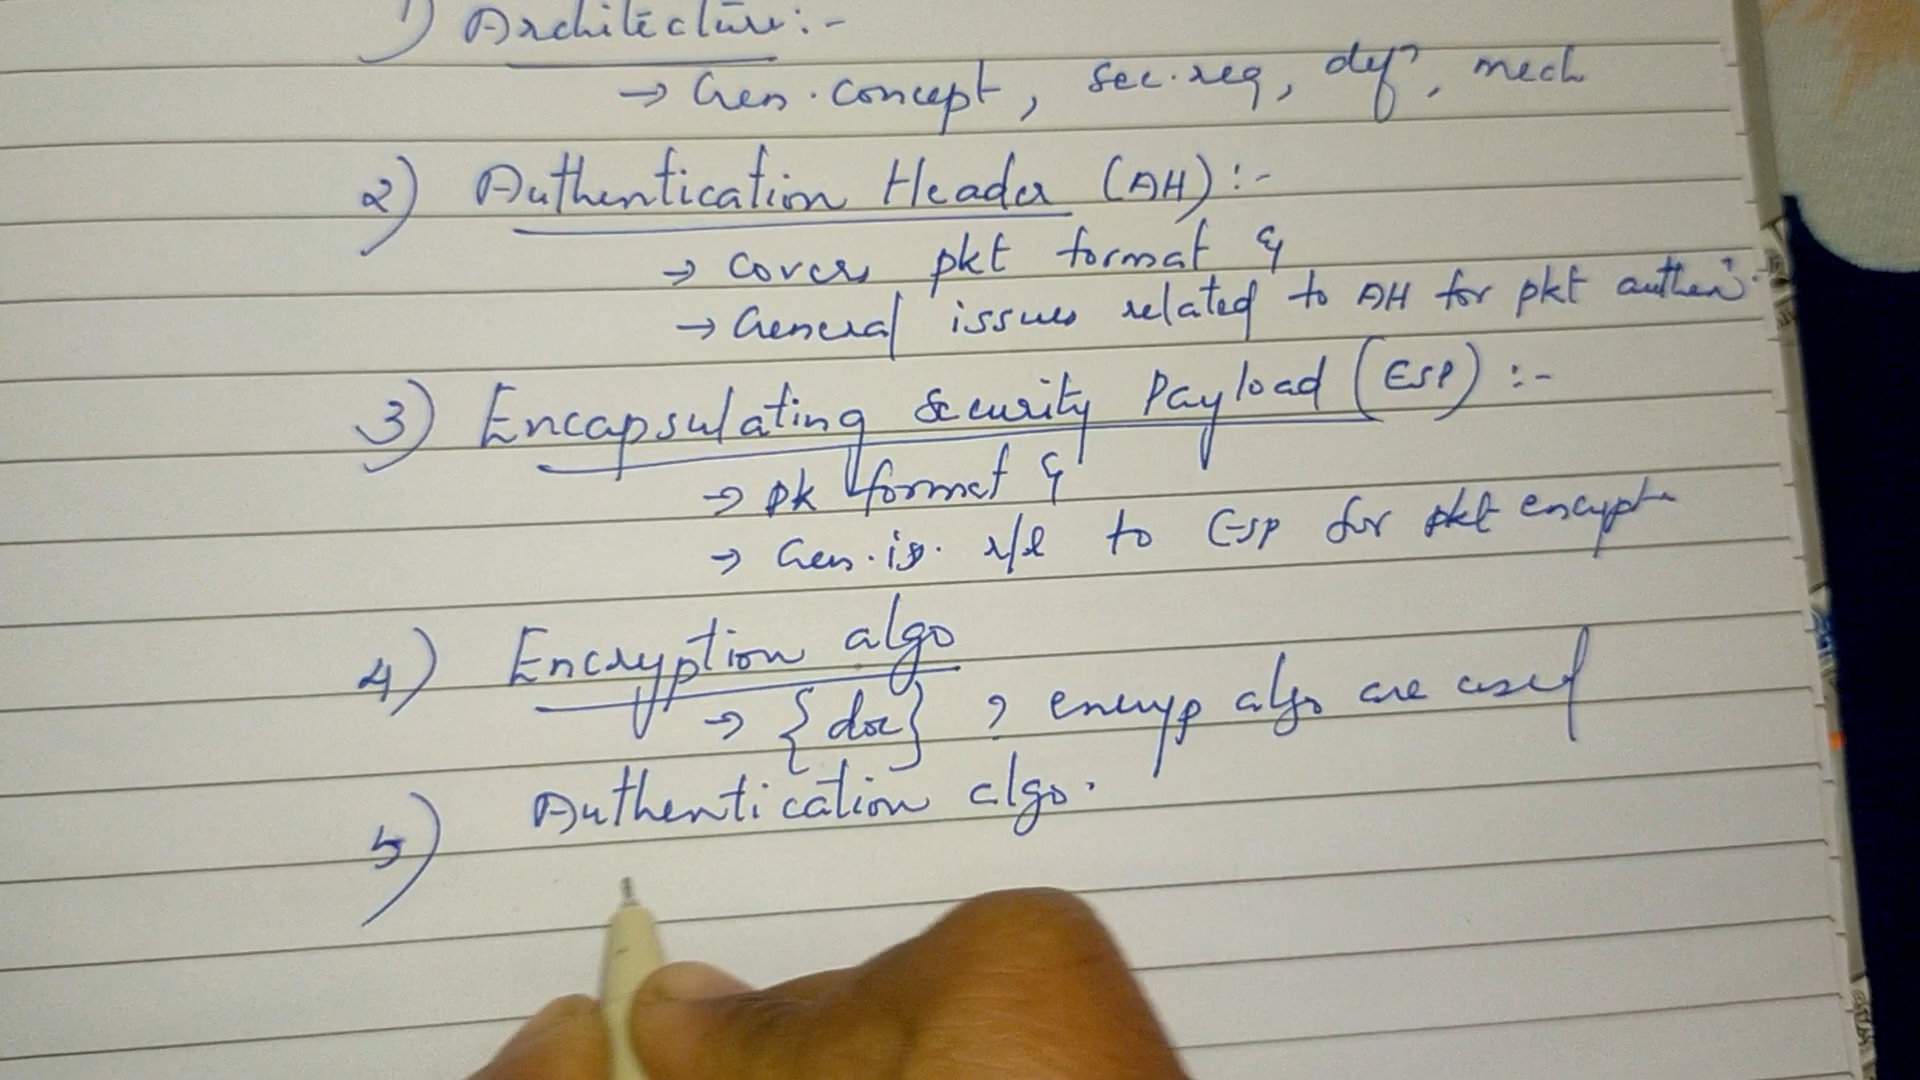 1) Architecture:-
→ Gen. concept, sec. req, defn, mech
2) Authentication Header (AH) :-
→ covers pkt format &
→ General issues related to AH for pkt authen.
3) Encapsulating Security Payload (ESP) :-
→ pk format &
→ Gen. is. r/l to ESP for pkt encryptn
4) Encryption algo
→ {doc} , encryp algo are used
5) Authentication algo.